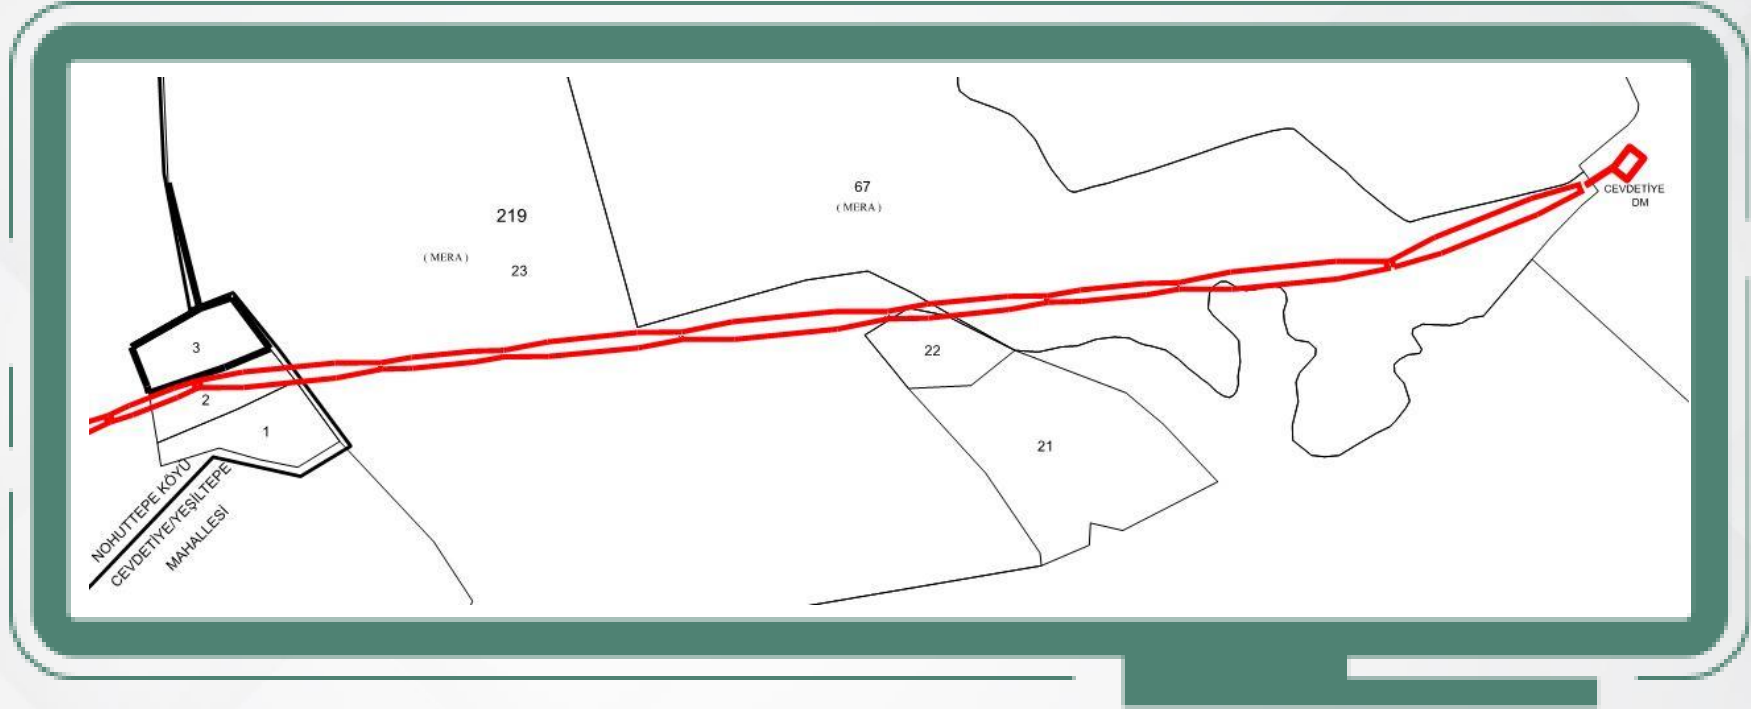 67
( MERA )
CEVDETİYE
DM
219
( MERA )
23
3
22
2
1
21
NOHUTTEPE KÖYÜ
CEVDETİYE/YEŞİLTEPE
MAHALLESİ